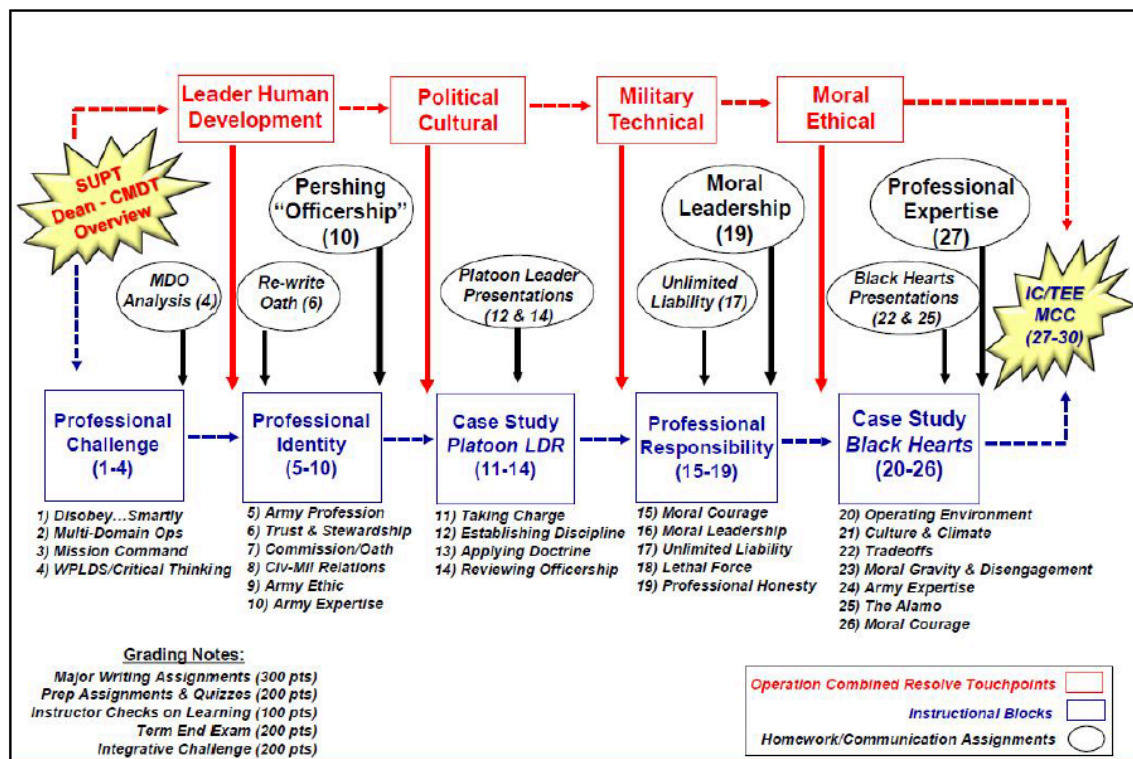 Leader Human
Development
Political
Cultural
Military
Technical
Moral
Ethical
SUPT
Dean - CMDT
Overview
Pershing
“Officership”
(10)
Moral
Leadership
(19)
Professional
Expertise
(27)
MDO
Analysis (4)
Re-write
Oath (6)
Platoon Leader
Presentations
(12 & 14)
Unlimited
Liability (17)
Black Hearts
Presentations
(22 & 25)
IC/TEE
MCC
(27-30)
Professional
Challenge
(1-4)
Professional
Identity
(5-10)
Case Study
Platoon LDR
(11-14)
Professional
Responsibility
(15-19)
Case Study
Black Hearts
(20-26)
1) Disobey...Smartly
2) Multi-Domain Ops
3) Mission Command
4) WPLDS/Critical Thinking
5) Army Profession
6) Trust & Stewardship
7) Commission/Oath
8) Civ-Mil Relations
9) Army Ethic
10) Army Expertise
11) Taking Charge
12) Establishing Discipline
13) Applying Doctrine
14) Reviewing Officership
15) Moral Courage
16) Moral Leadership
17) Unlimited Liability
18) Lethal Force
19) Professional Honesty
20) Operating Environment
21) Culture & Climate
22) Tradeoffs
23) Moral Gravity & Disengagement
24) Army Expertise
25) The Alamo
26) Moral Courage
Grading Notes:
Major Writing Assignments (300 pts)
Prep Assignments & Quizzes (200 pts)
Instructor Checks on Learning (100 pts)
Term End Exam (200 pts)
Integrative Challenge (200 pts)
Operation Combined Resolve Touchpoints
Instructional Blocks
Homework/Communication Assignments